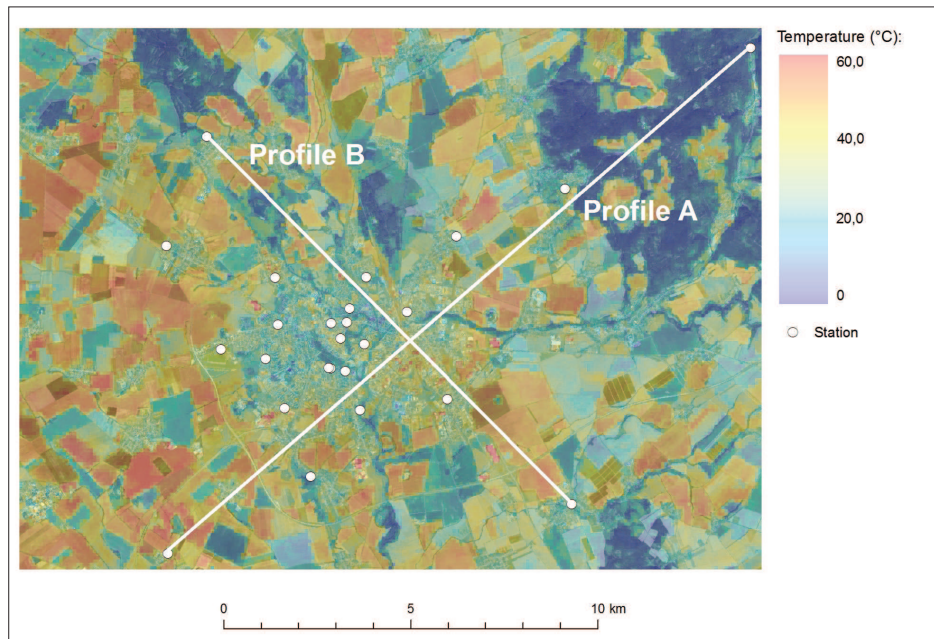 Temperature (°C):
60,0
40,0
20,0
0
Station
Profile B
Profile A
0
5
10 km